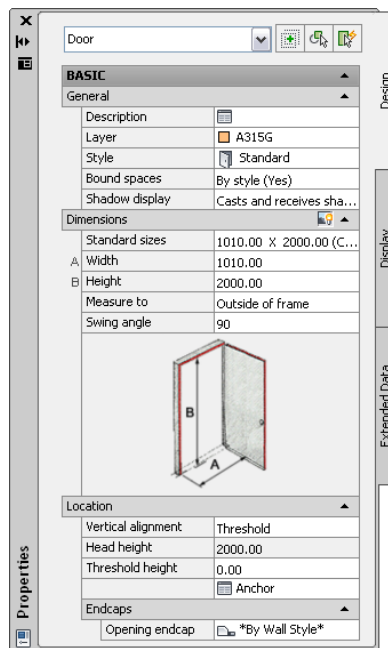 Door
BASIC
General
Description
Layer A315G
Style Standard
Bound spaces By style (Yes)
Shadow display Casts and receives sha...
Dimensions
Standard sizes 1010.00 X 2000.00 (C...
A Width 1010.00
B Height 2000.00
Measure to Outside of frame
Swing angle 90
B
A
Location
Vertical alignment Threshold
Head height 2000.00
Threshold height 0.00
Anchor
Endcaps
Opening endcap *By Wall Style*
Design
Display
Extended Data
Properties